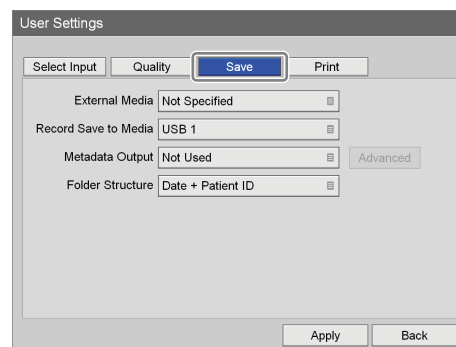 User Settings
Select Input Quality Save Print
External Media Not Specified
Record Save to Media USB 1
Metadata Output Not Used Advanced
Folder Structure Date + Patient ID
Apply Back